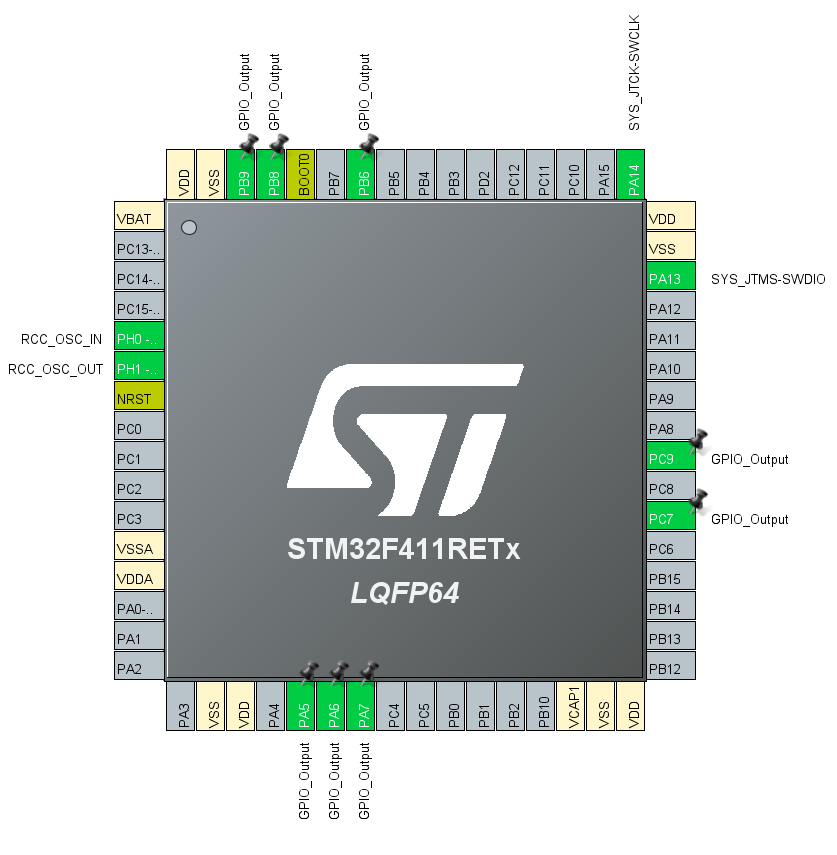 GPIO_Output
GPIO_Output
GPIO_Output
SYS_JTCK-SWCLK
VDD
VSS
PB9
PB8
BOOT0
PB7
PB6
PB5
PB4
PB3
PD2
PC12
PC11
PC10
PA15
PA14
VBAT
PC13-..
PC14-..
PC15-..
RCC_OSC_IN PH0 -..
RCC_OSC_OUT PH1 -..
NRST
PC0
PC1
PC2
PC3
VSSA
VDDA
PA0-..
PA1
PA2
ST
STM32F411RETx
LQFP64
VDD
VSS
PA13 SYS_JTMS-SWDIO
PA12
PA11
PA10
PA9
PA8
PC9 GPIO_Output
PC8
PC7 GPIO_Output
PC6
PB15
PB14
PB13
PB12
PA3
VSS
VDD
PA4
PA5
PA6
PA7
PC4
PC5
PB0
PB1
PB2
PB10
VCAP1
VSS
VDD
GPIO_Output
GPIO_Output
GPIO_Output